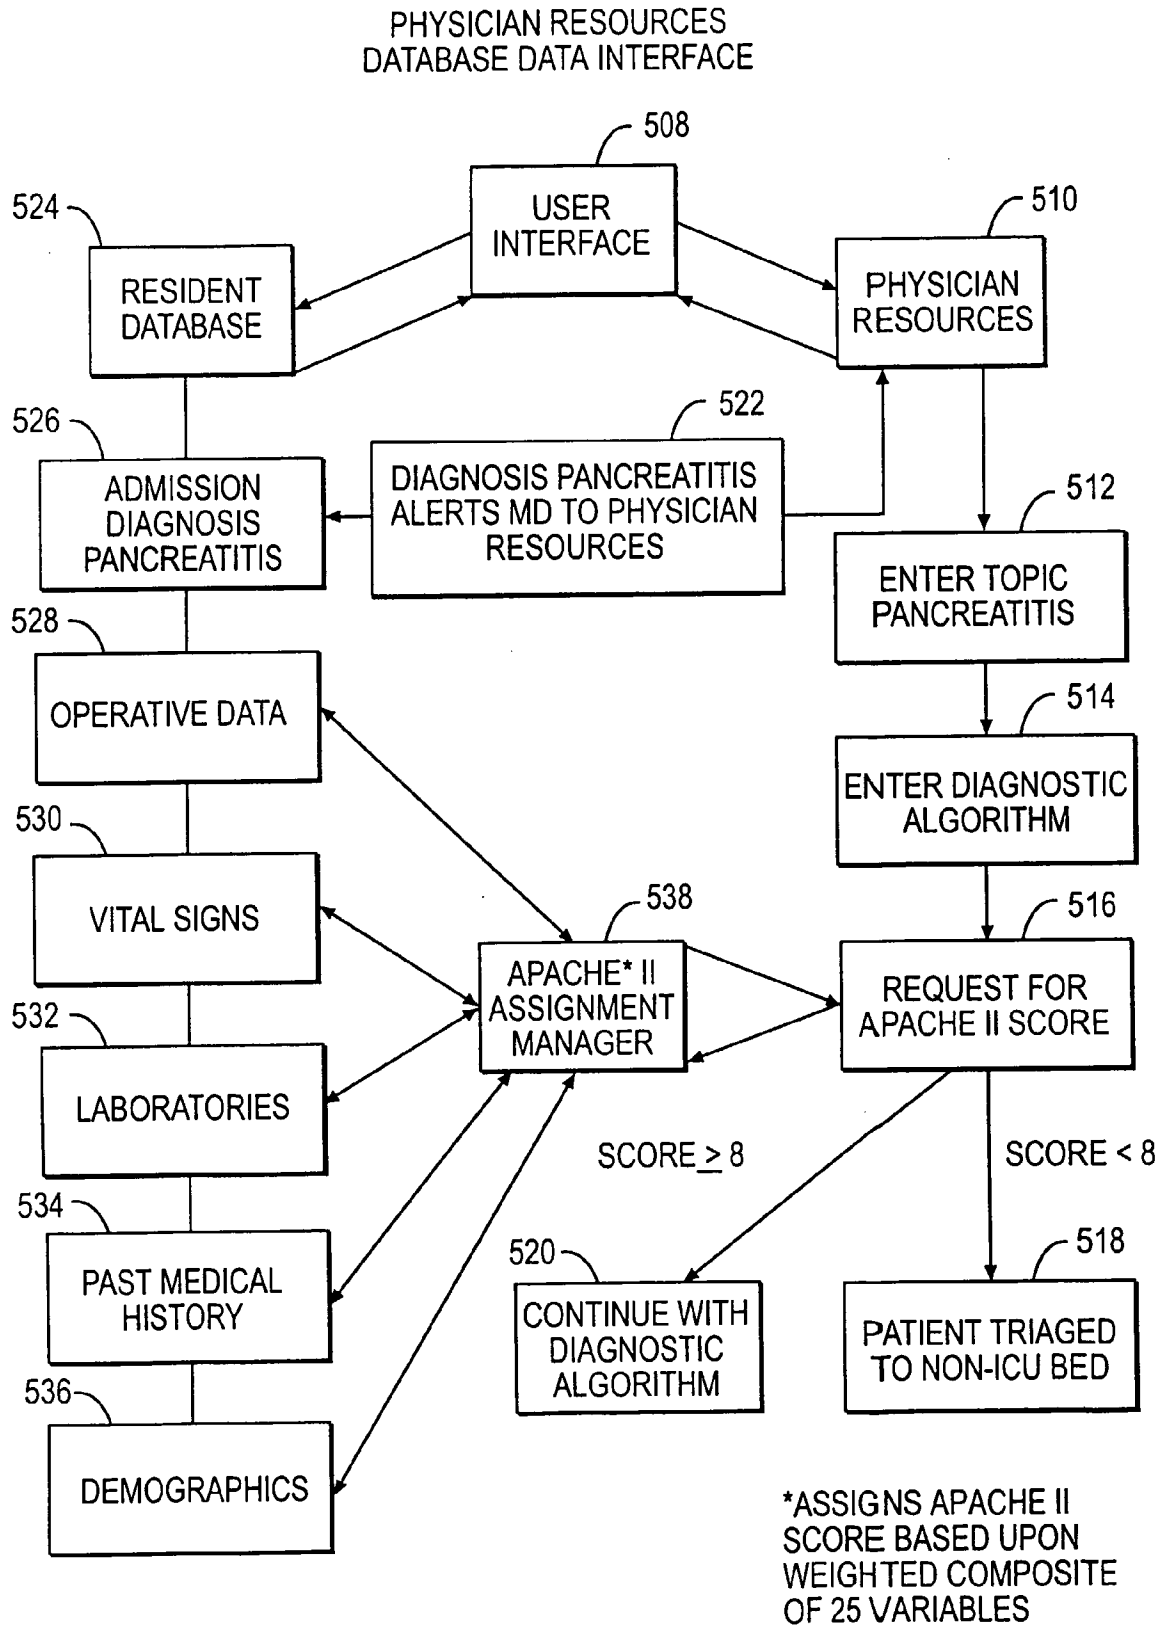 PHYSICIAN RESOURCES
DATABASE DATA INTERFACE
508
USER
INTERFACE
524
RESIDENT
DATABASE
510
PHYSICIAN
RESOURCES
526
ADMISSION
DIAGNOSIS
PANCREATITIS
522
DIAGNOSIS PANCREATITIS
ALERTS MD TO PHYSICIAN
RESOURCES
512
ENTER TOPIC
PANCREATITIS
528
OPERATIVE DATA
514
ENTER DIAGNOSTIC
ALGORITHM
530
VITAL SIGNS
538
APACHE* II
ASSIGNMENT
MANAGER
516
REQUEST FOR
APACHE II SCORE
532
LABORATORIES
SCORE ≥ 8
SCORE < 8
534
PAST MEDICAL
HISTORY
520
CONTINUE WITH
DIAGNOSTIC
ALGORITHM
518
PATIENT TRIAGED
TO NON-ICU BED
536
DEMOGRAPHICS
*ASSIGNS APACHE II
SCORE BASED UPON
WEIGHTED COMPOSITE
OF 25 VARIABLES